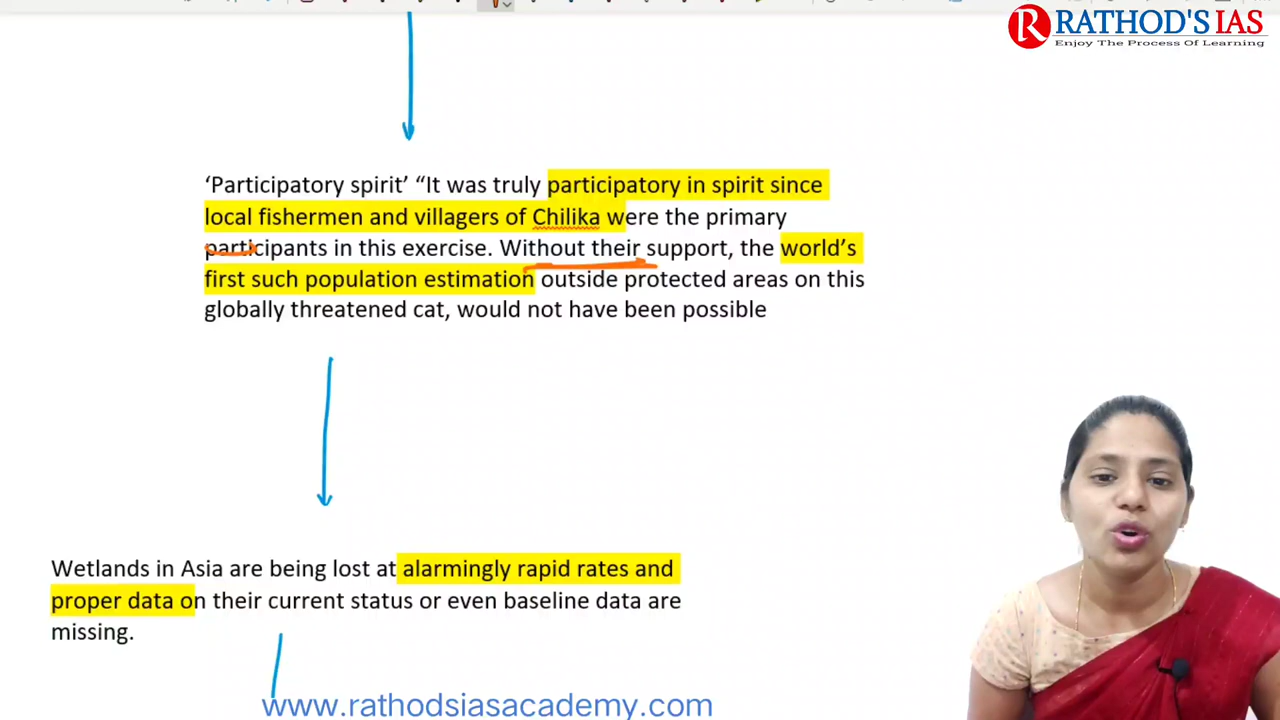 RATHOD'S IAS
Enjoy The Process Of Learning
‘Participatory spirit’ “It was truly participatory in spirit since
local fishermen and villagers of Chilika were the primary
participants in this exercise. Without their support, the world’s
first such population estimation outside protected areas on this
globally threatened cat, would not have been possible
Wetlands in Asia are being lost at alarmingly rapid rates and
proper data on their current status or even baseline data are
missing.
www.rathodsiasacademy.com